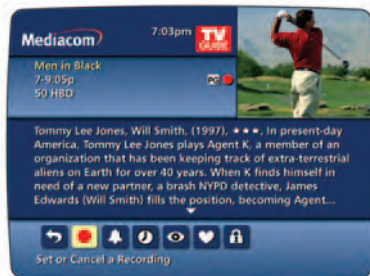 Mediacom
7:03pm
TV
GUIDE
Men in Black
7-9:05p
PG
50 HBO
Tommy Lee Jones, Will Smith, (1997), ★★★, In present-day
America, Tommy Lee Jones plays Agent K, a member of an
organization that has been keeping track of extra-terrestrial
aliens on Earth for over 40 years. When K finds himself in
need of a new partner, a brash NYPD detective, James
Edwards (Will Smith) fills the position, becoming Agent...
Set or Cancel a Recording